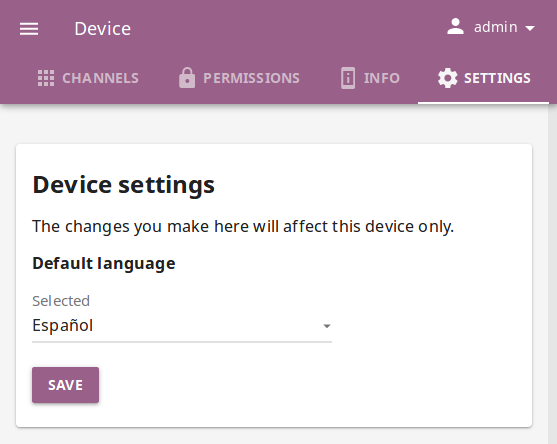 Device
admin
CHANNELS
PERMISSIONS
INFO
SETTINGS
Device settings
The changes you make here will affect this device only.
Default language
Selected
Español
SAVE